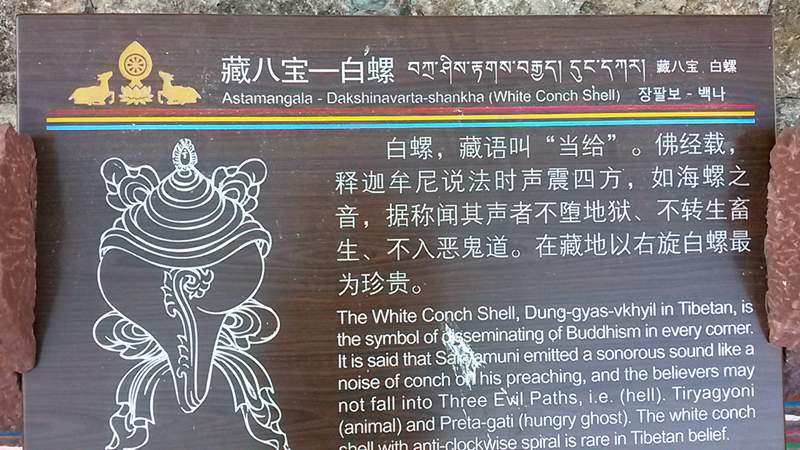 藏八宝—白螺 བཀྲ་ཤིས་རྟགས་བརྒྱད། དུང་དཀར། 藏八宝 白螺
Astamangala - Dakshinavarta-shankha (White Conch Shell) 장팔보 - 백나
白螺，藏语叫“当给”。佛经载，
释迦牟尼说法时声震四方，如海螺之
音，据称闻其声者不堕地狱、不转生畜
生、不入恶鬼道。在藏地以右旋白螺最
为珍贵。
The White Conch Shell, Dung-gyas-vkhyil in Tibetan, is
the symbol of disseminating of Buddhism in every corner.
It is said that Sakyamuni emitted a sonorous sound like a
noise of conch on his preaching, and the believers may
not fall into Three Evil Paths, i.e. (hell). Tiryagyoni
(animal) and Preta-gati (hungry ghost). The white conch
shell with anti-clockwise spiral is rare in Tibetan belief.